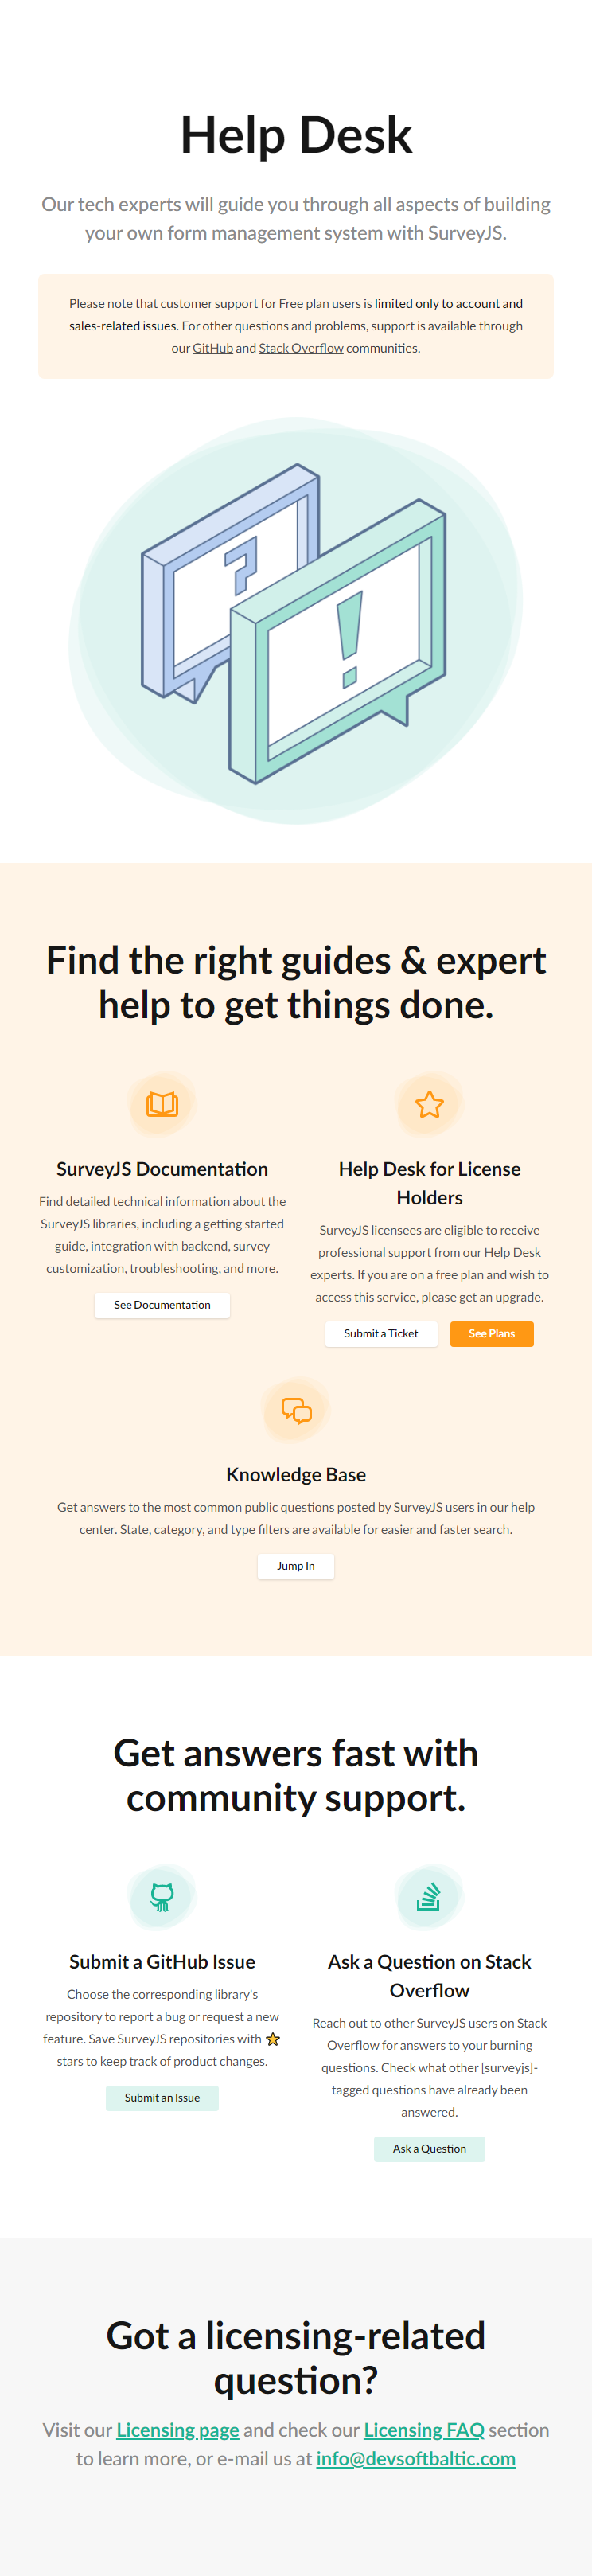 Help Desk
Our tech experts will guide you through all aspects of building
your own form management system with SurveyJS.
Please note that customer support for Free plan users is limited only to account and
sales-related issues. For other questions and problems, support is available through
our GitHub and Stack Overflow communities.
?
!
Find the right guides & expert
help to get things done.
SurveyJS Documentation
Find detailed technical information about the
SurveyJS libraries, including a getting started
guide, integration with backend, survey
customization, troubleshooting, and more.
See Documentation
Help Desk for License
Holders
SurveyJS licensees are eligible to receive
professional support from our Help Desk
experts. If you are on a free plan and wish to
access this service, please get an upgrade.
Submit a Ticket
See Plans
Knowledge Base
Get answers to the most common public questions posted by SurveyJS users in our help
center. State, category, and type filters are available for easier and faster search.
Jump In
Get answers fast with
community support.
Submit a GitHub Issue
Choose the corresponding library's
repository to report a bug or request a new
feature. Save SurveyJS repositories with ⭐
stars to keep track of product changes.
Submit an Issue
Ask a Question on Stack
Overflow
Reach out to other SurveyJS users on Stack
Overflow for answers to your burning
questions. Check what other [surveyjs]-
tagged questions have already been
answered.
Ask a Question
Got a licensing-related
question?
Visit our Licensing page and check our Licensing FAQ section
to learn more, or e-mail us at info@devsoftbaltic.com